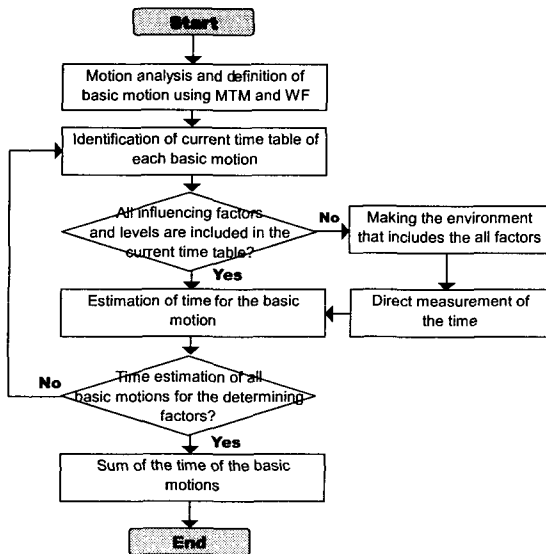 Start
Motion analysis and definition of
basic motion using MTM and WF
Identification of current time table of
each basic motion
All influencing factors
and levels are included in the
current time table?
No
Making the environment
that includes the all factors
Yes
Estimation of time for the basic
motion
Direct measurement of
the time
No
Time estimation of all
basic motions for the determining
factors?
Yes
Sum of the time of the basic
motions
End